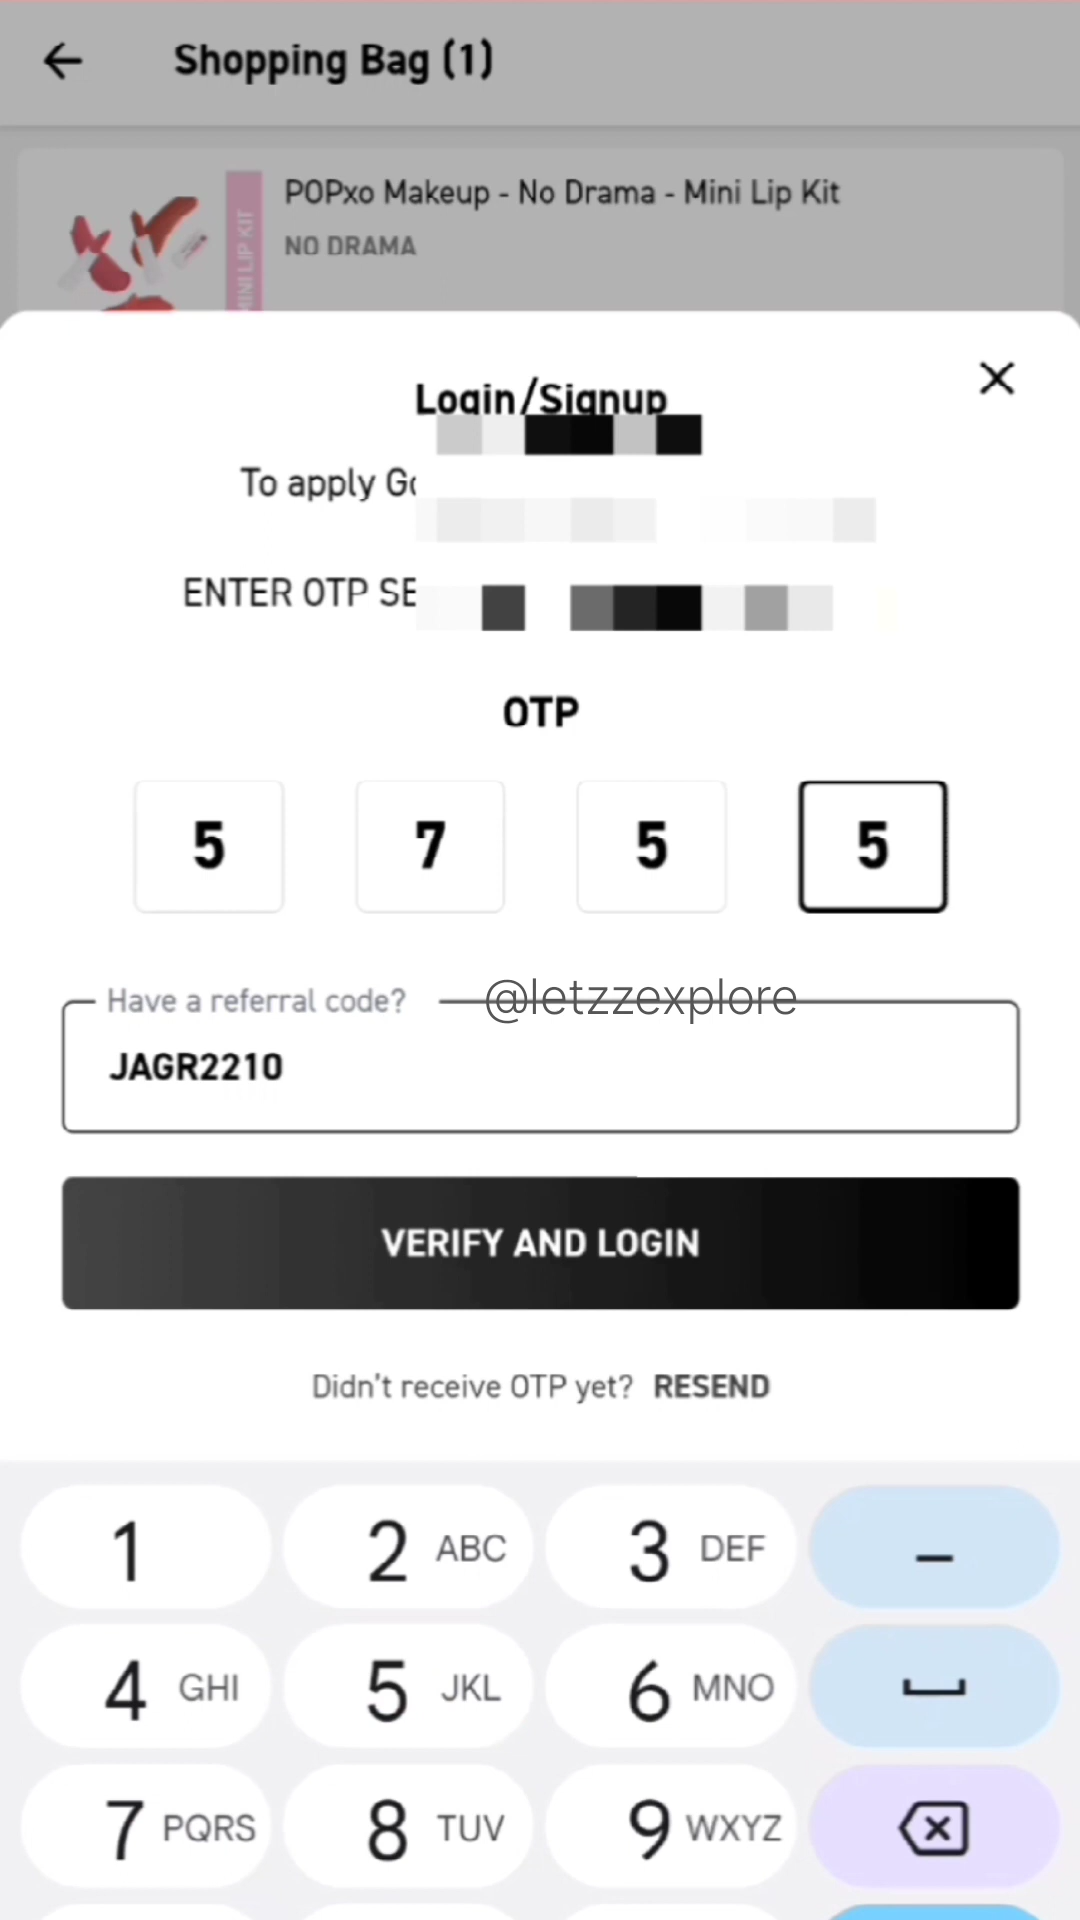 Shopping Bag (1)
POPxo Makeup - No Drama - Mini Lip Kit
NO DRAMA
MINI LIP KIT
Login/Signup
To apply
ENTER OTP
OTP
5 7 5 5
Have a referral code?
@letzzexplore
JAGR2210
VERIFY AND LOGIN
Didn't receive OTP yet? RESEND
1 2 ABC 3 DEF –
4 GHI 5 JKL 6 MNO
7 PQRS 8 TUV 9 WXYZ